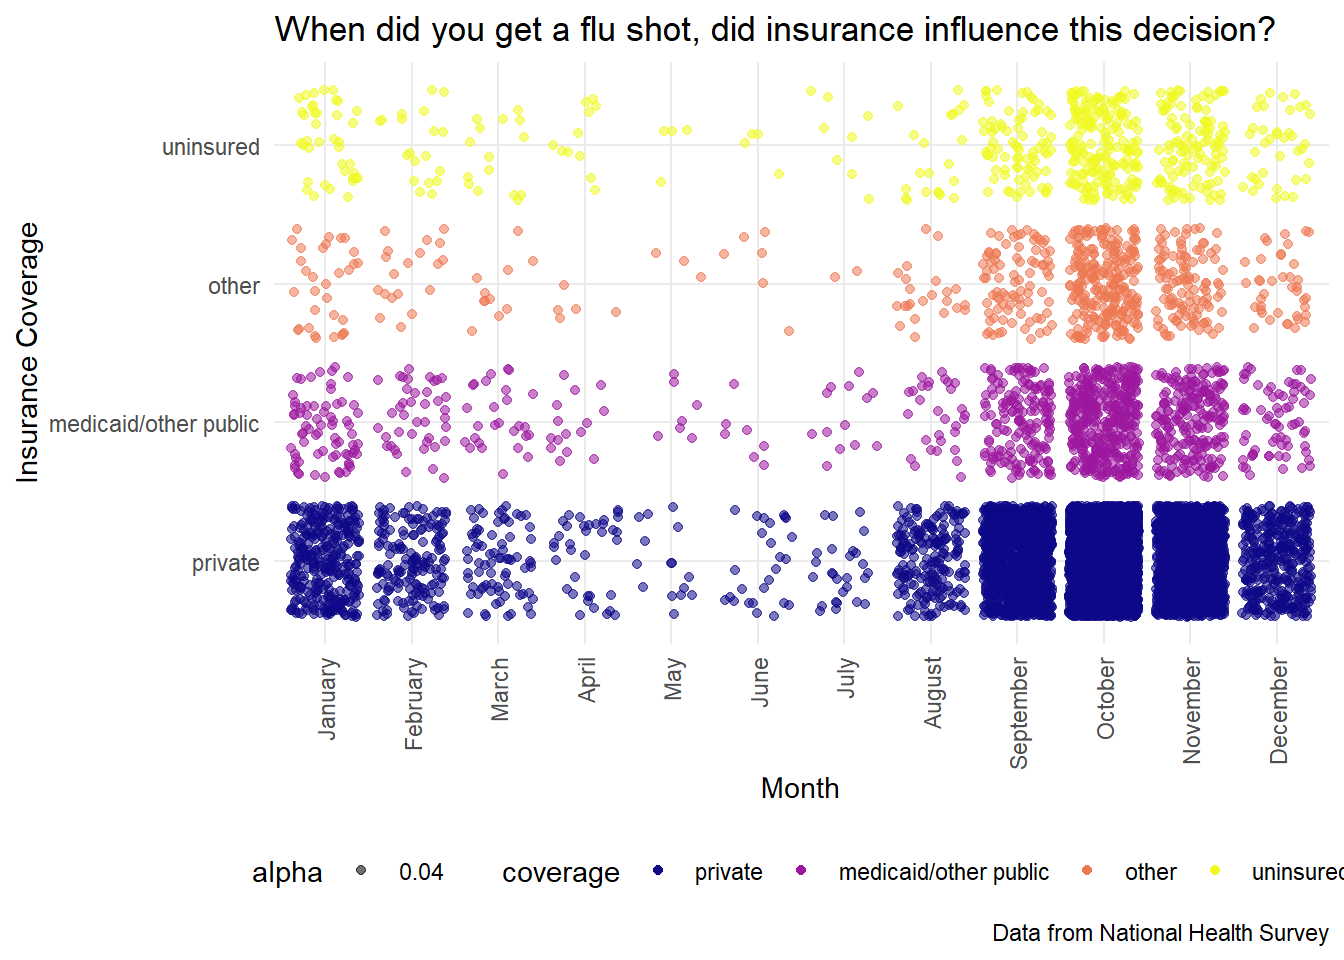 When did you get a flu shot, did insurance influence this decision?
Insurance Coverage
uninsured
other
medicaid/other public
private
January February March April May June July August September October November December
Month
alpha 0.04 coverage private medicaid/other public other uninsured
Data from National Health Survey